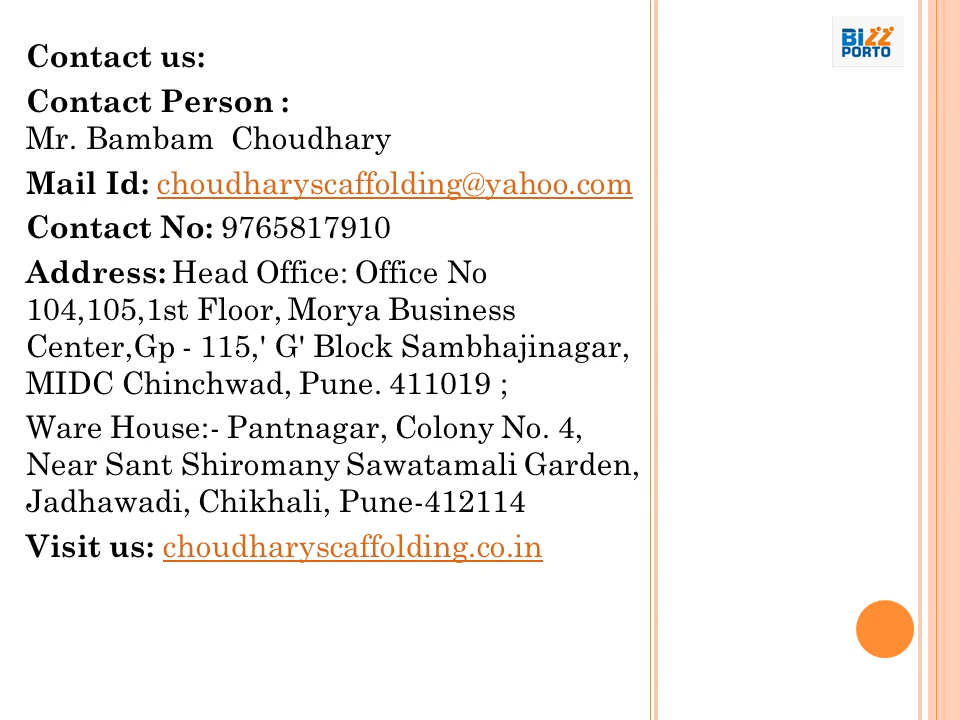 Contact us:
Contact Person :
Mr. Bambam  Choudhary
Mail Id: choudharyscaffolding@yahoo.com
Contact No: 9765817910
Address: Head Office: Office No
104,105,1st Floor, Morya Business
Center,Gp - 115,' G' Block Sambhajinagar,
MIDC Chinchwad, Pune. 411019 ;
Ware House:- Pantnagar, Colony No. 4,
Near Sant Shiromany Sawatamali Garden,
Jadhawadi, Chikhali, Pune-412114
Visit us: choudharyscaffolding.co.in
BiZZ
PORTO